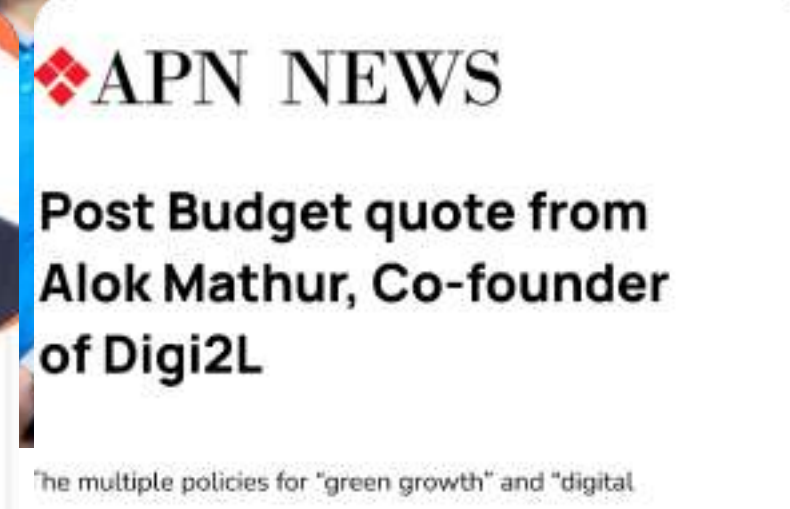 APN NEWS
Post Budget quote from
Alok Mathur, Co-founder
of Digi2L
The multiple policies for "green growth" and "digital